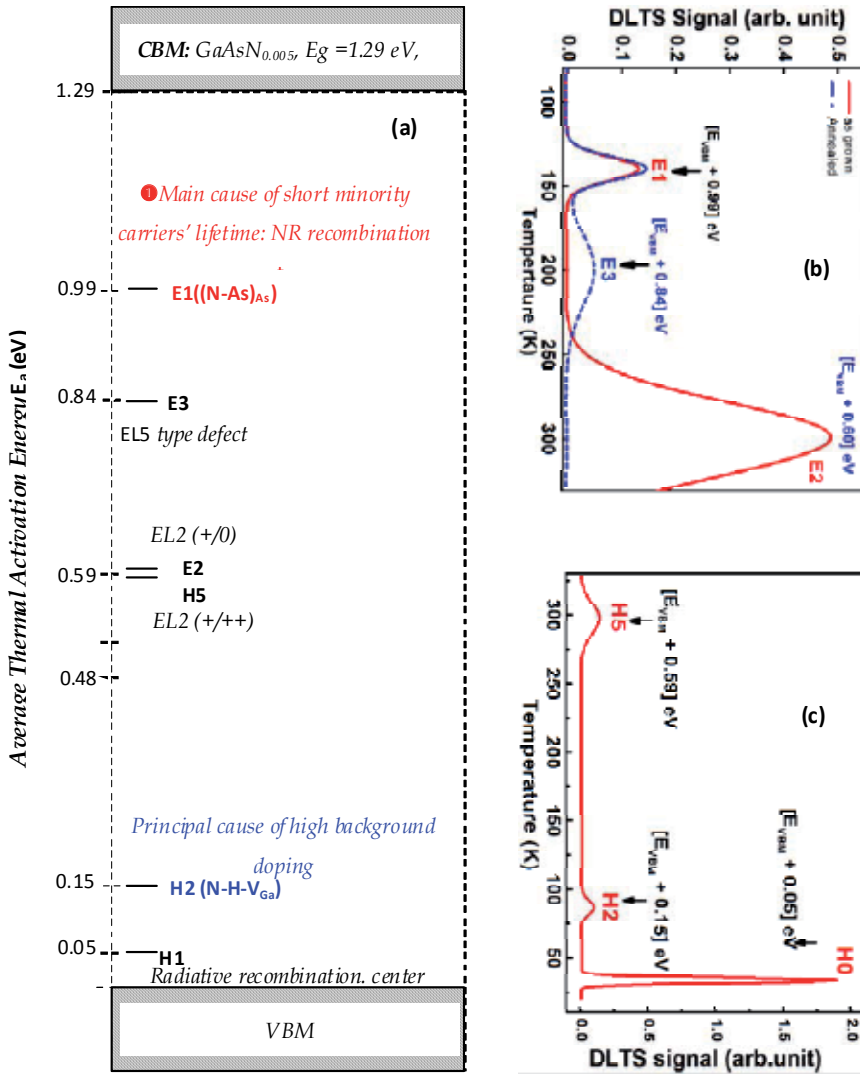 CBM: GaAsN0.005, Eg =1.29 eV,
1.29
(a)
❶Main cause of short minority
carriers' lifetime: NR recombination
0.99
E1((N-As)As)
0.84
E3
EL5 type defect
EL2 (+/0)
E2
0.59
H5
EL2 (+/++)
0.48
Principal cause of high background
doping
0.15
H2 (N-H-VGa)
0.05
H1
Radiative recombination. center
VBM
Average Thermal Activation Energy Ea (eV)
DLTS Signal (arb. unit)
0.0
0.1
0.2
0.3
0.4
0.5
as grown
Annealed
100
150
200
250
300
Tempertaure (K)
E1
[EVBM + 0.99] eV
E3
[EVBM + 0.84] eV
E2
[EVBM + 0.60] eV
(b)
300
250
200
150
100
50
Temperature (K)
H5
[EVBM + 0.59] eV
H2
[EVBM + 0.15] eV
H0
[EVBM + 0.05] eV
(c)
0.0
0.5
1.0
1.5
2.0
DLTS signal (arb.unit)